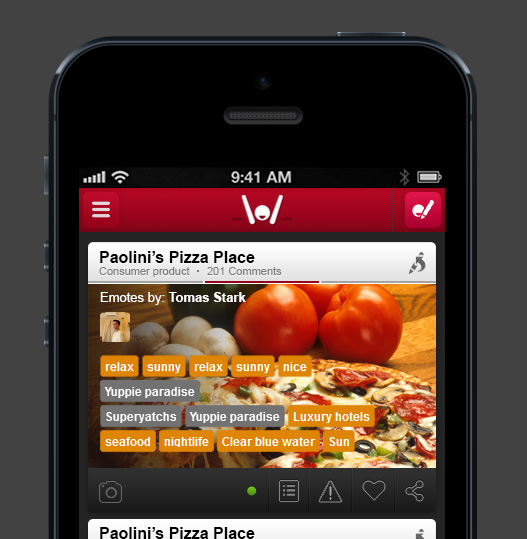 9:41 AM
Paolini's Pizza Place
Consumer product • 201 Comments
Emotes by: Tomas Stark
relax sunny relax sunny nice
Yuppie paradise
Superyatchs Yuppie paradise Luxury hotels
seafood nightlife Clear blue water Sun
Paolini's Pizza Place